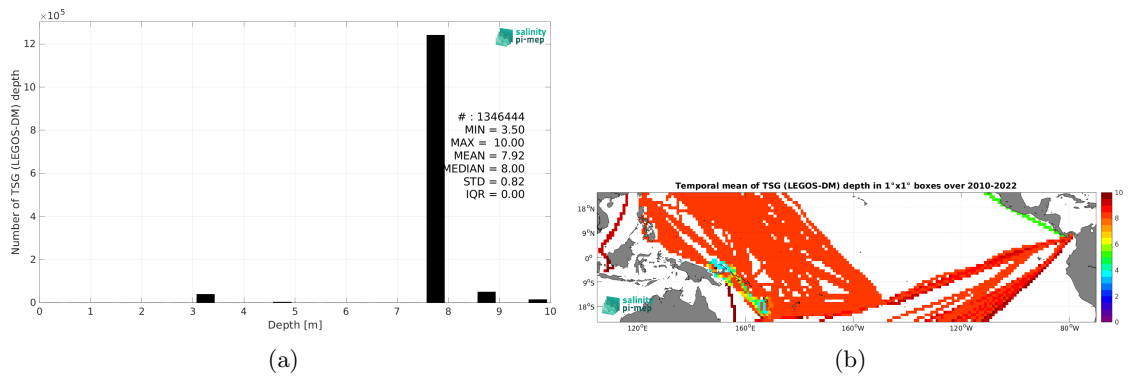 ×10⁵
12
10
8
6
4
2
0
Number of TSG (LEGOS-DM) depth
salinity
pi-mep
# : 1346444
MIN = 3.50
MAX = 10.00
MEAN = 7.92
MEDIAN = 8.00
STD = 0.82
IQR = 0.00
0 1 2 3 4 5 6 7 8 9 10
Depth [m]
(a)
Temporal mean of TSG (LEGOS-DM) depth in 1°x1° boxes over 2010-2022
18°N
9°N
0°
9°S
18°S
salinity
pi-mep
120°E 160°E 160°W 120°W 80°W
10
8
6
4
2
0
(b)